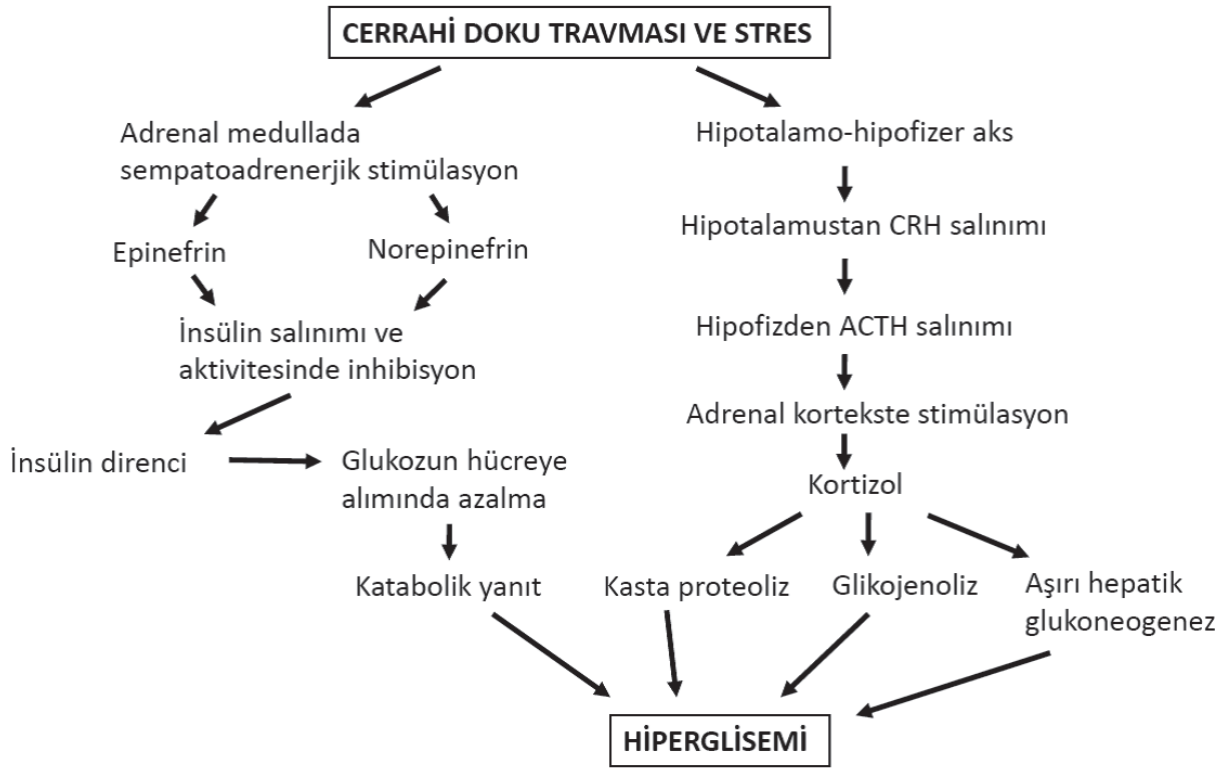 CERRAHİ DOKU TRAVMASI VE STRES
Adrenal medullada
sempatoadrenerjik stimülasyon
Epinefrin
Norepinefrin
İnsülin salınımı ve
aktivitesinde inhibisyon
İnsülin direnci
Glukozun hücreye
alımında azalma
Katabolik yanıt
Hipotalamo-hipofizer aks
Hipotalamustan CRH salınımı
Hipofizden ACTH salınımı
Adrenal kortekste stimülasyon
Kortizol
Kasta proteoliz
Glikojenoliz
Aşırı hepatik
glukoneogenez
HİPERGLİSEMİ